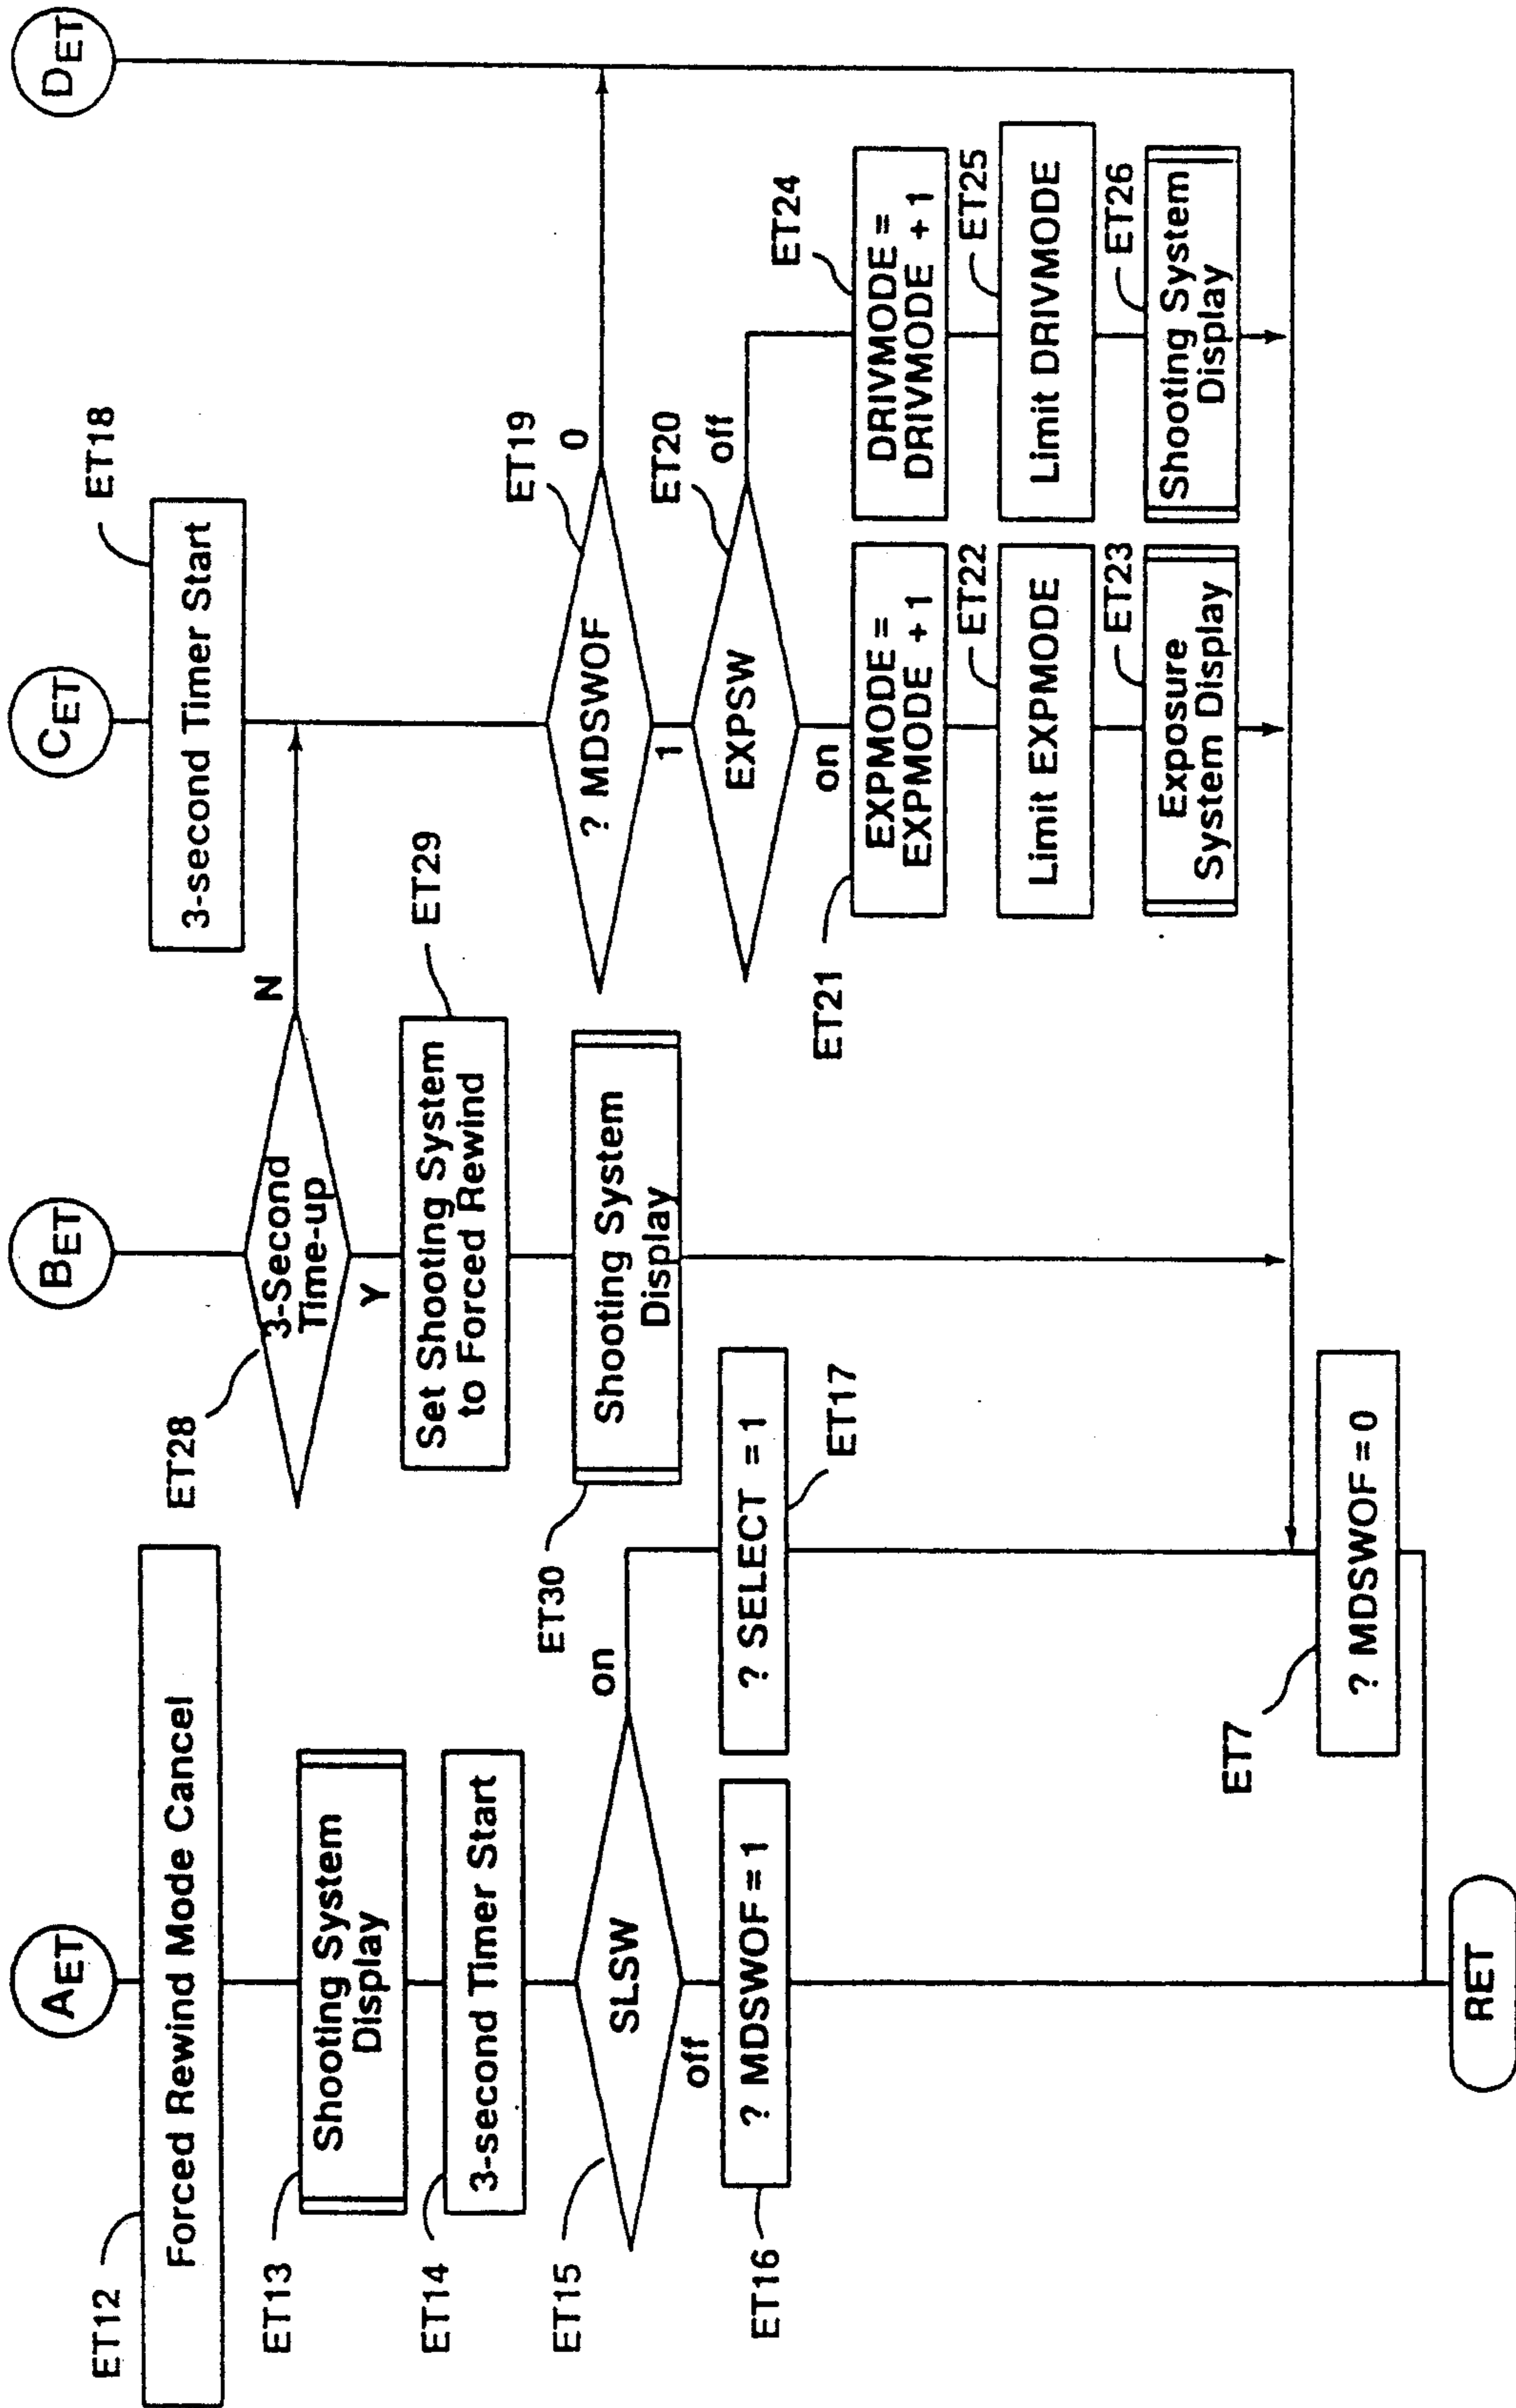 AET
ET12
Forced Rewind Mode Cancel
ET13
Shooting System
Display
ET14
3-second Timer Start
ET15
SLSW
on
off
ET16
? MDSWOF = 1
? SELECT = 1
ET17
ET7
? MDSWOF = 0
RET
BET
ET28
3-Second
Time-up
N
Y
ET29
Set Shooting System
to Forced Rewind
ET30
Shooting System
Display
CET
ET18
3-second Timer Start
ET19
? MDSWOF
0
1
ET20
EXPSW
off
on
ET21
EXPMODE =
EXPMODE + 1
ET22
Limit EXPMODE
ET23
Exposure
System Display
ET24
DRIVMODE =
DRIVMODE + 1
ET25
Limit DRIVMODE
ET26
Shooting System
Display
DET